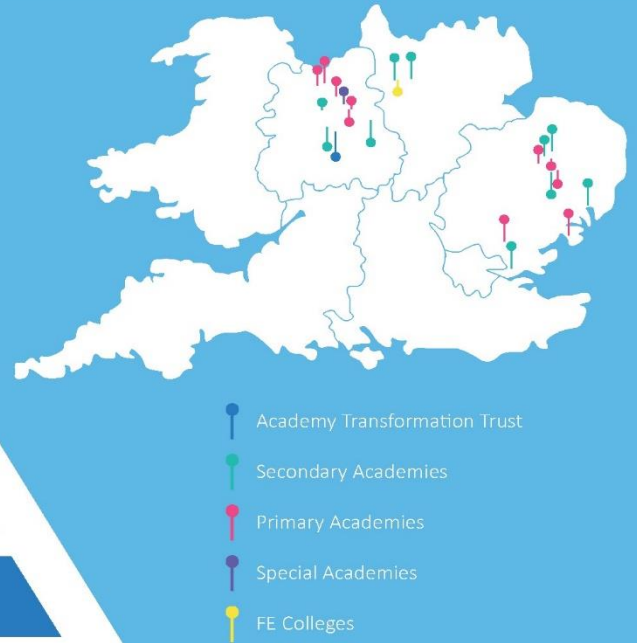 Academy Transformation Trust
Secondary Academies
Primary Academies
Special Academies
FE Colleges